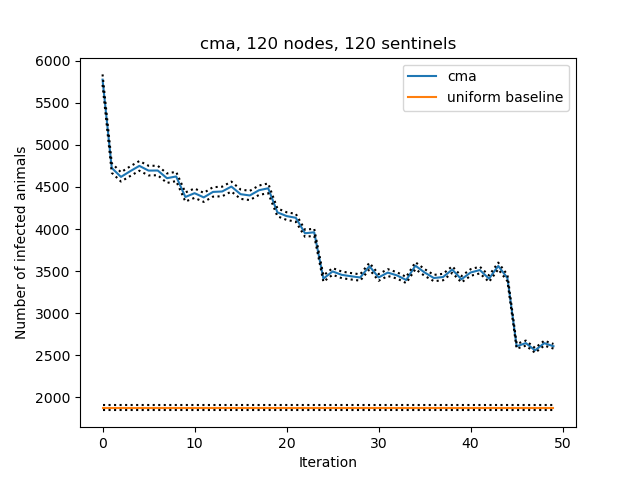 cma, 120 nodes, 120 sentinels
6000
5500
5000
4500
4000
3500
3000
2500
2000
Number of infected animals
cma
uniform baseline
0 10 20 30 40 50
Iteration